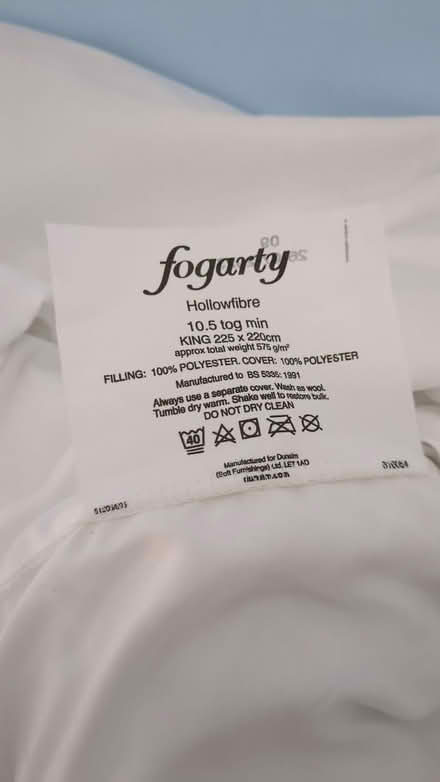 fogarty
Hollowfibre
10.5 tog min
KING 225 x 220cm
approx total weight 575 g/m²
FILLING: 100% POLYESTER. COVER: 100% POLYESTER
Manufactured to BS 5335: 1991
Always use a separate cover. Wash as wool.
Tumble dry warm. Shake well to restore bulk.
DO NOT DRY CLEAN
40
Manufactured for Dunelm
(Soft Furnishings) Ltd. LE7 1AD